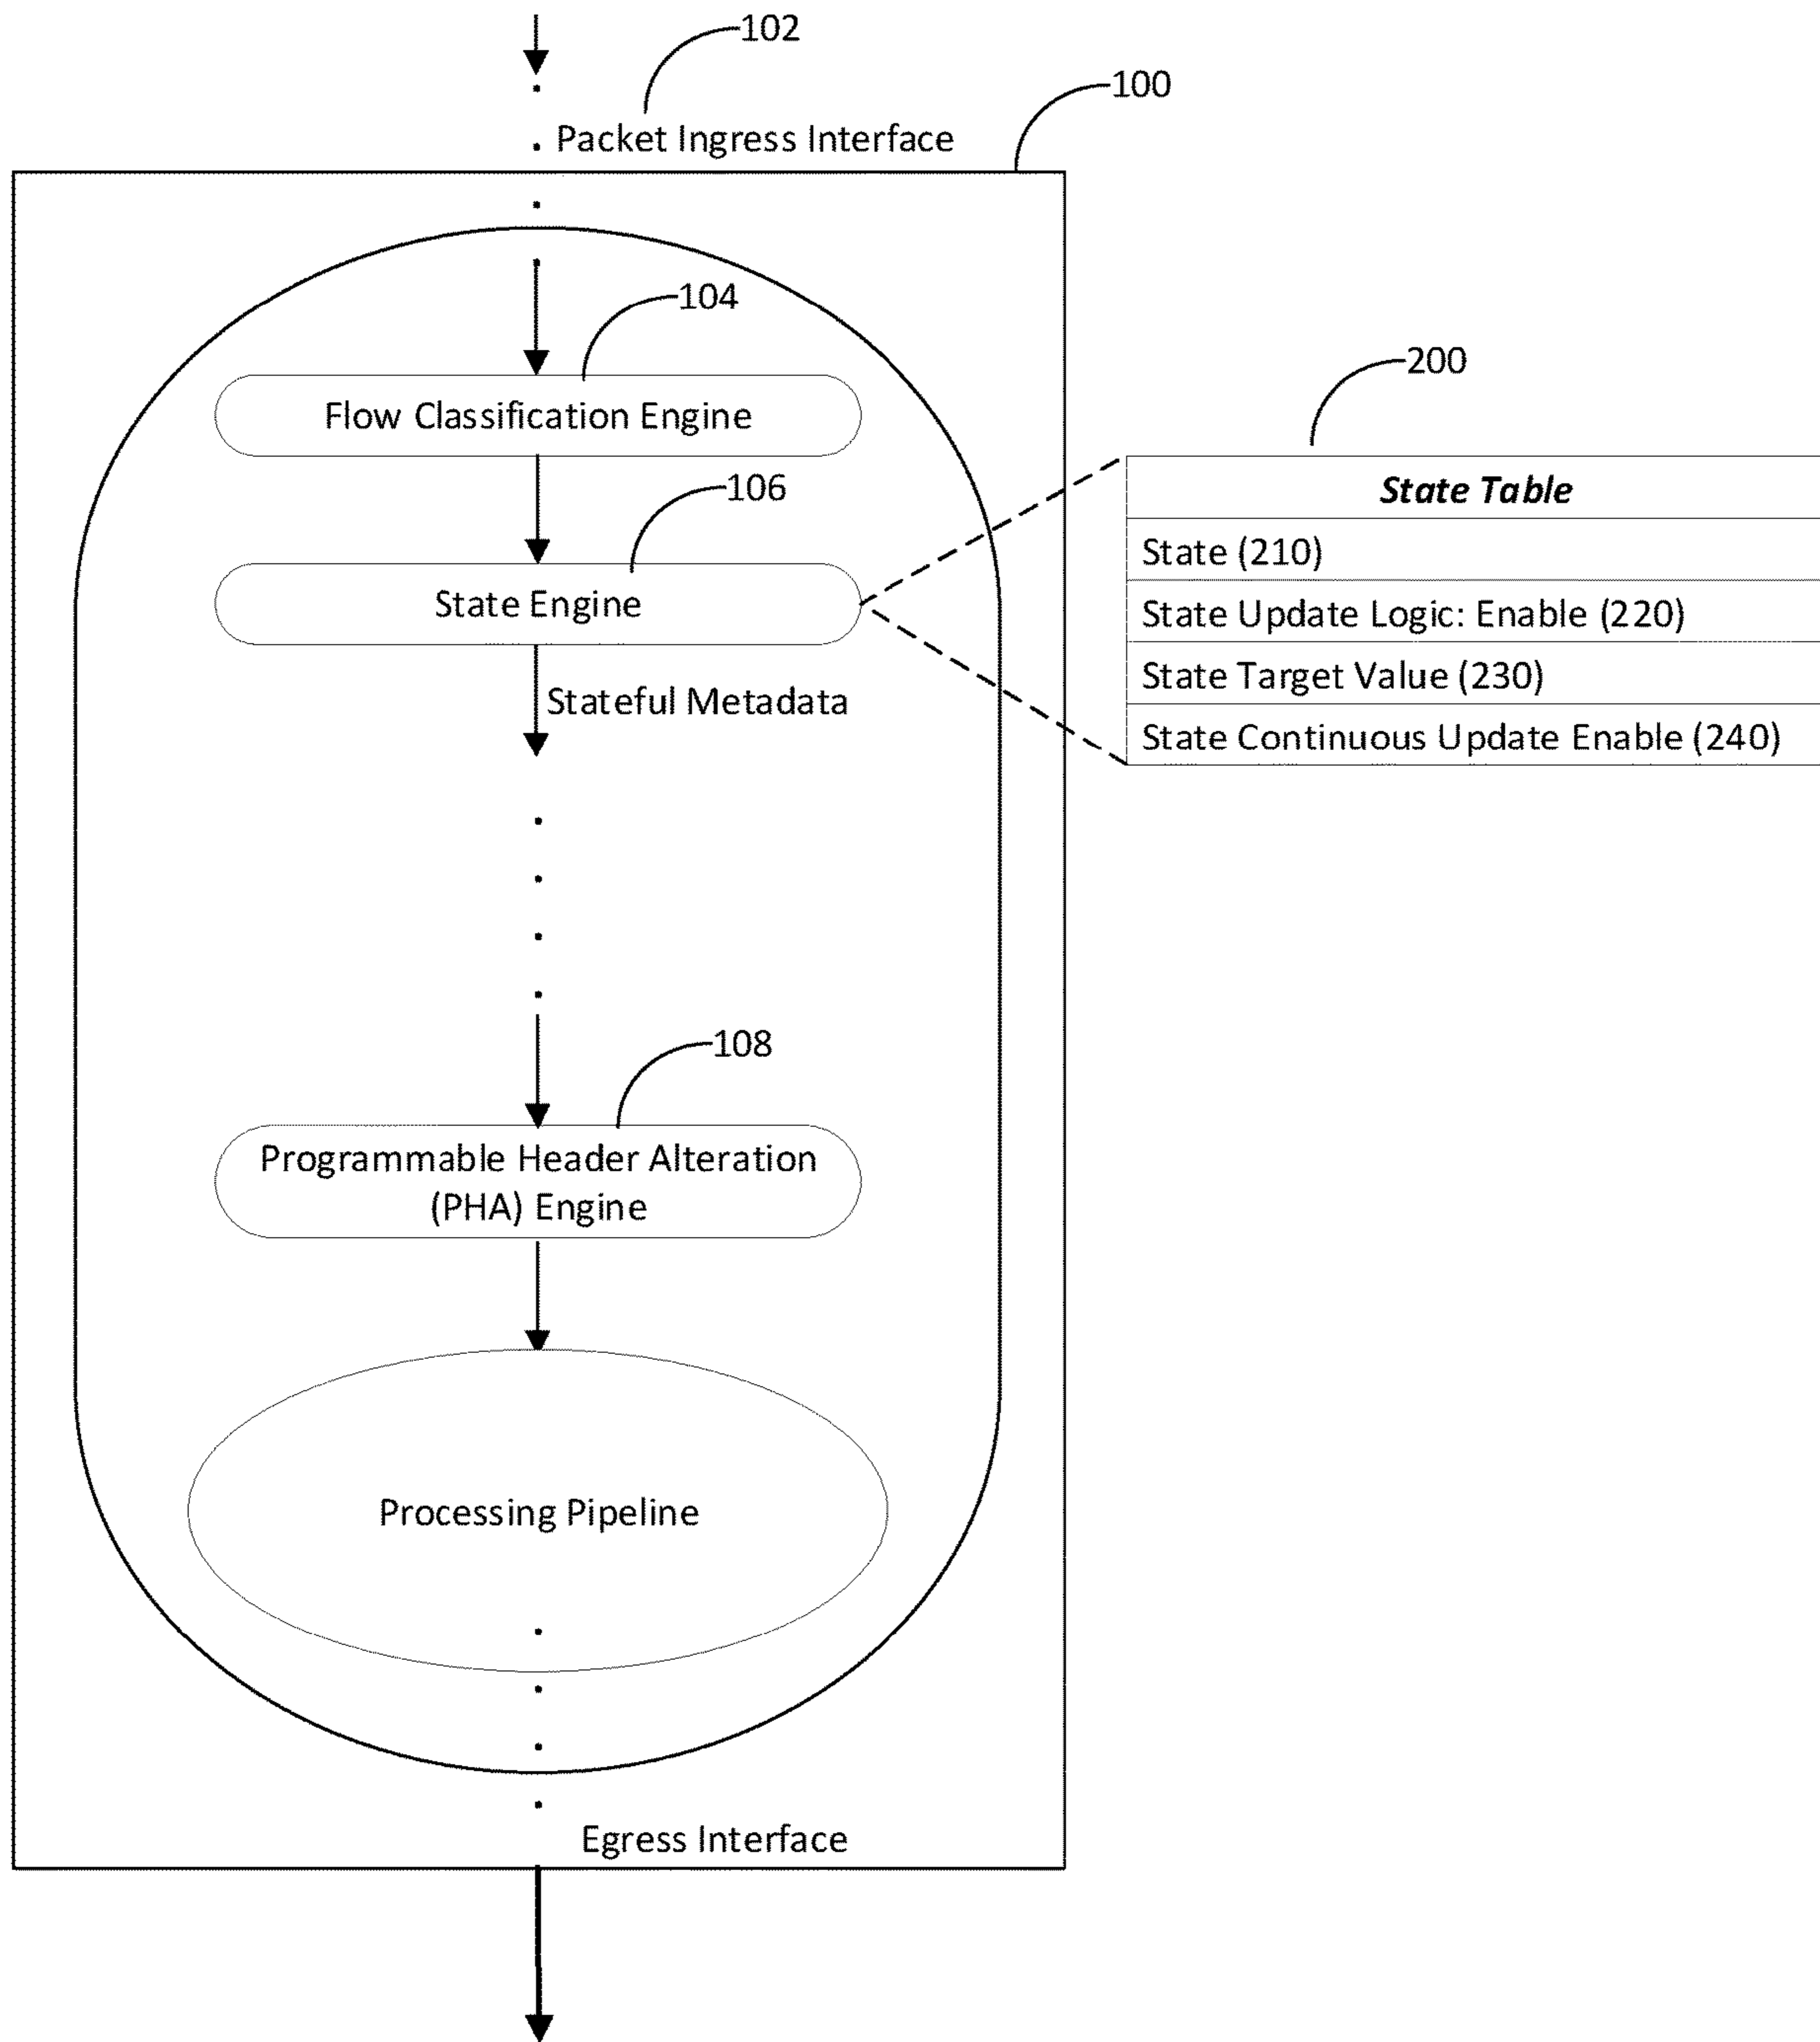 102
100
Packet Ingress Interface
104
Flow Classification Engine
200
106
State Table
State (210)
State Engine
State Update Logic: Enable (220)
State Target Value (230)
Stateful Metadata
State Continuous Update Enable (240)
108
Programmable Header Alteration
(PHA) Engine
Processing Pipeline
Egress Interface